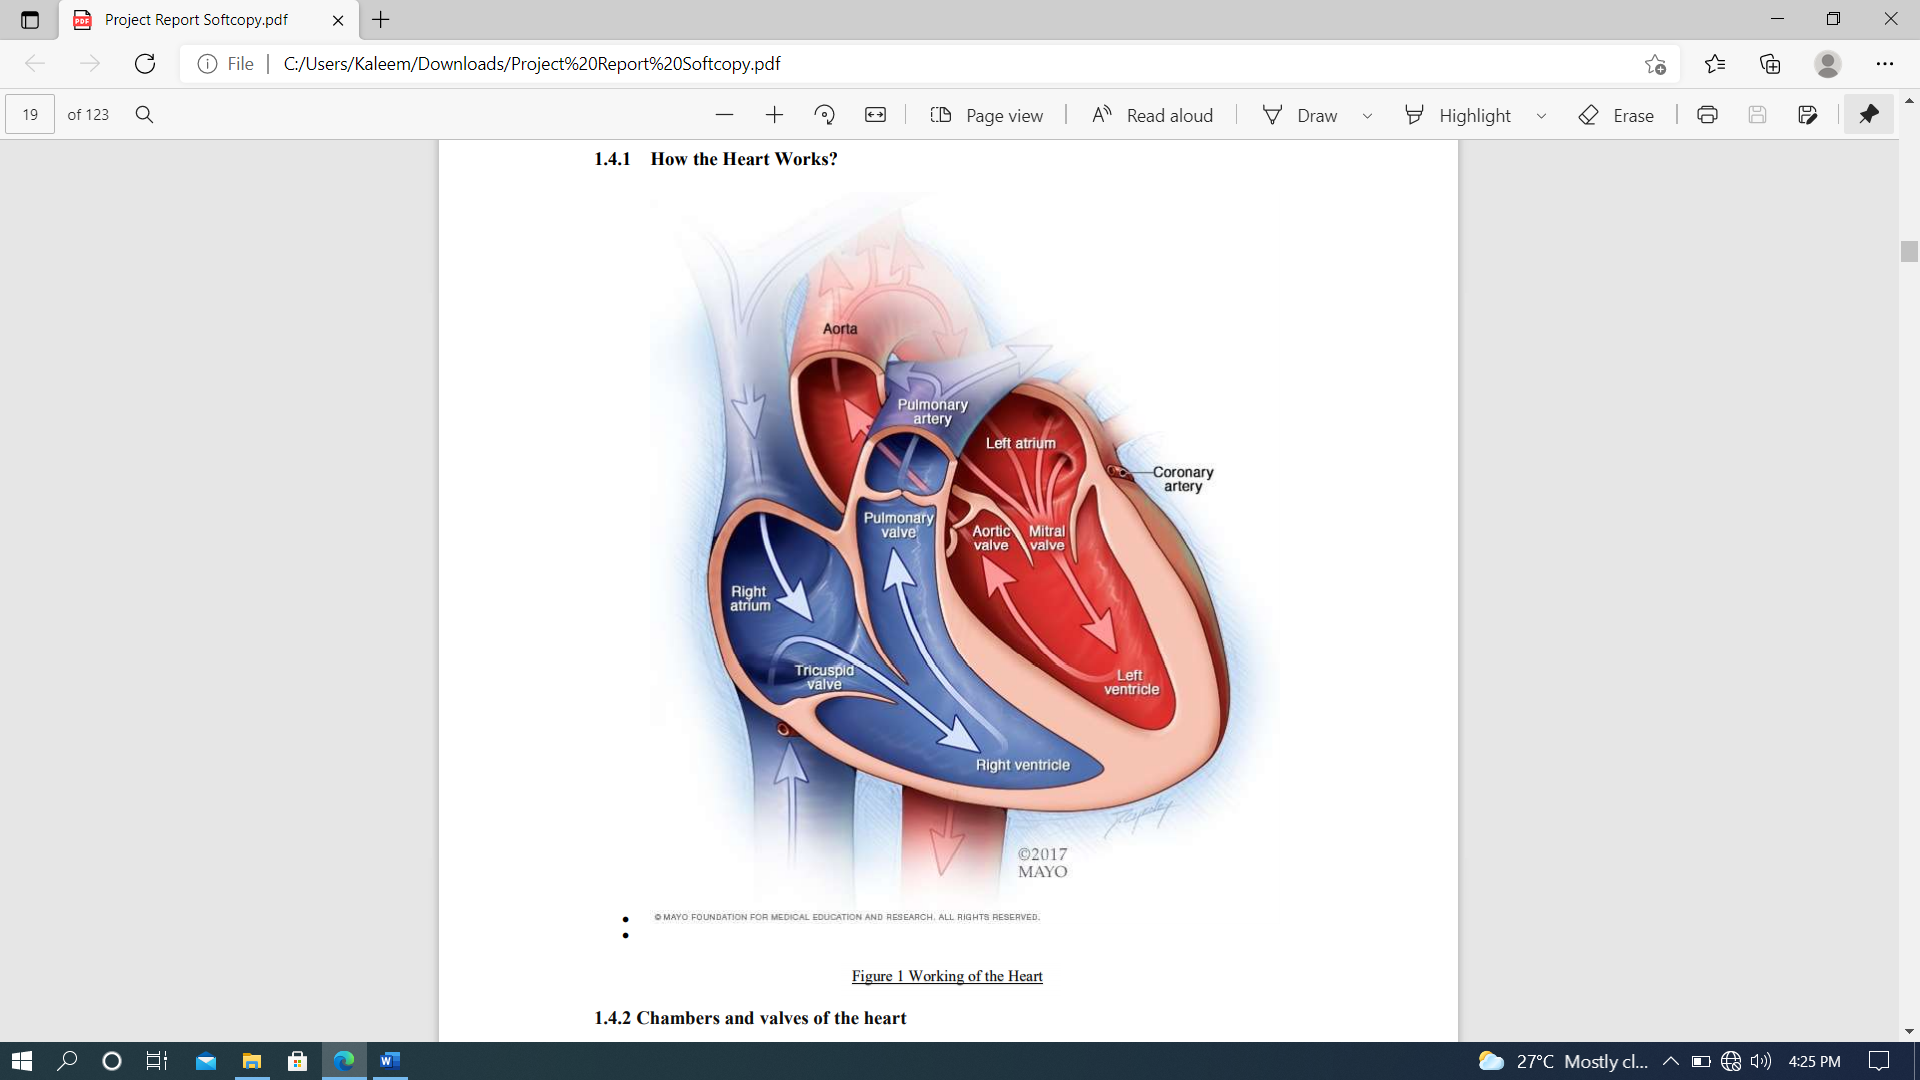 Project Report Softcopy.pdf
File
C:/Users/Kaleem/Downloads/Project%20Report%20Softcopy.pdf
19 of 123
Page view
Read aloud
Draw
Highlight
Erase
1.4.1 How the Heart Works?
Aorta
Pulmonary
artery
Left atrium
Coronary
artery
Pulmonary
valve
Aortic
valve
Mitral
valve
Right
atrium
Tricuspid
valve
Left
ventricle
Right ventricle
©2017
MAYO
© MAYO FOUNDATION FOR MEDICAL EDUCATION AND RESEARCH. ALL RIGHTS RESERVED.
Figure 1 Working of the Heart
1.4.2 Chambers and valves of the heart
27°C Mostly cl...
4:25 PM